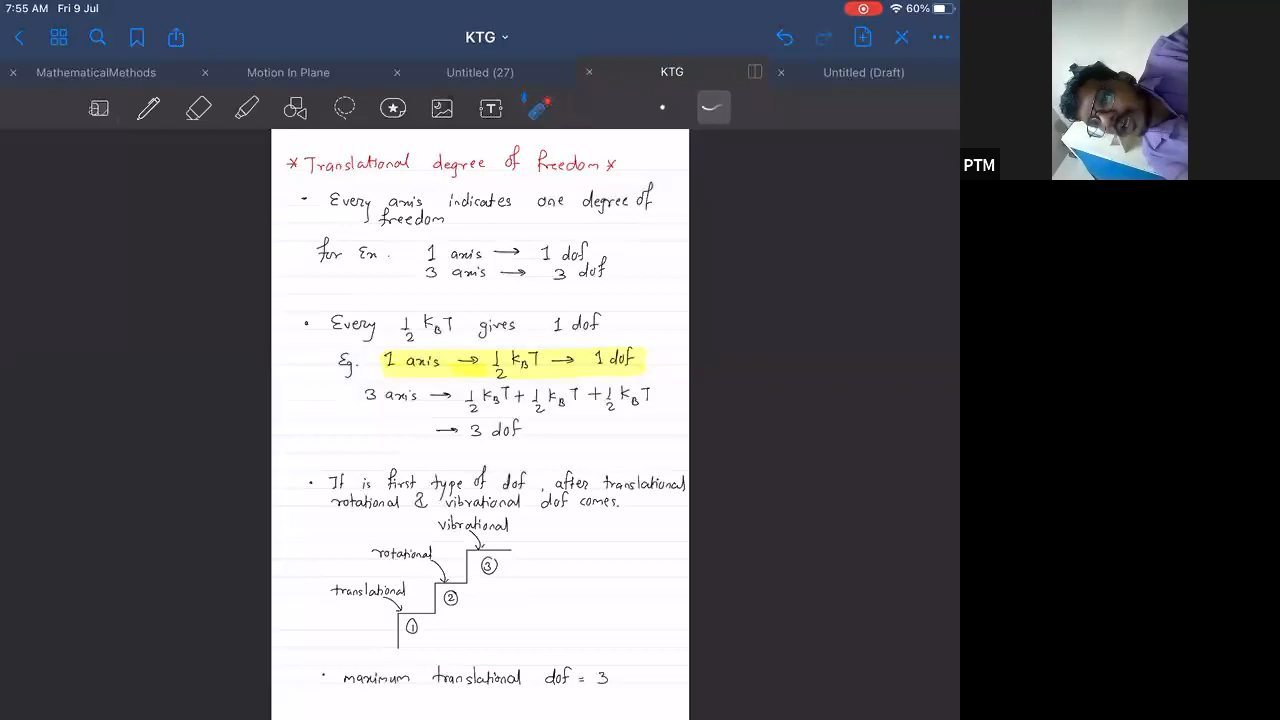 7:55 AM Fri 9 Jul
60%
KTG
MathematicalMethods
Motion In Plane
Untitled (27)
KTG
Untitled (Draft)
PTM
* Translational degree of freedom *
• Every axis indicates one degree of
freedom
for Ex. 1 axis → 1 dof
3 axis → 3 dof
• Every 1/2 KBT gives 1 dof
Eg. 1 axis → 1/2 KBT → 1 dof
3 axis → 1/2 KBT + 1/2 KBT + 1/2 KBT
→ 3 dof
• It is first type of dof, after translational
rotational & vibrational dof comes.
vibrational
rotational
③
translational
②
①
• maximum translational dof = 3